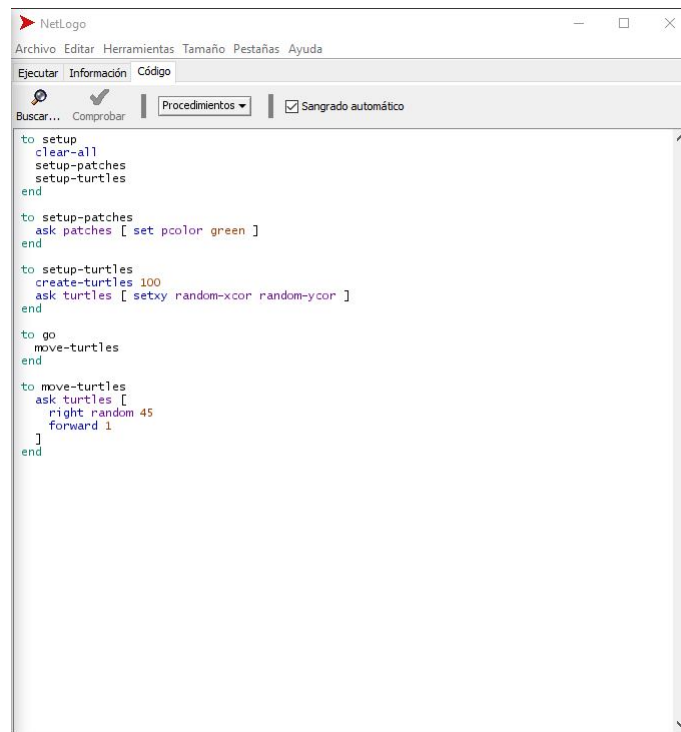 NetLogo
Archivo Editar Herramientas Tamaño Pestañas Ayuda
Ejecutar Información Código
Buscar... Comprobar Procedimientos Sangrado automático
to setup
  clear-all
  setup-patches
  setup-turtles
end

to setup-patches
  ask patches [ set pcolor green ]
end

to setup-turtles
  create-turtles 100
  ask turtles [ setxy random-xcor random-ycor ]
end

to go
  move-turtles
end

to move-turtles
  ask turtles [
    right random 45
    forward 1
  ]
end